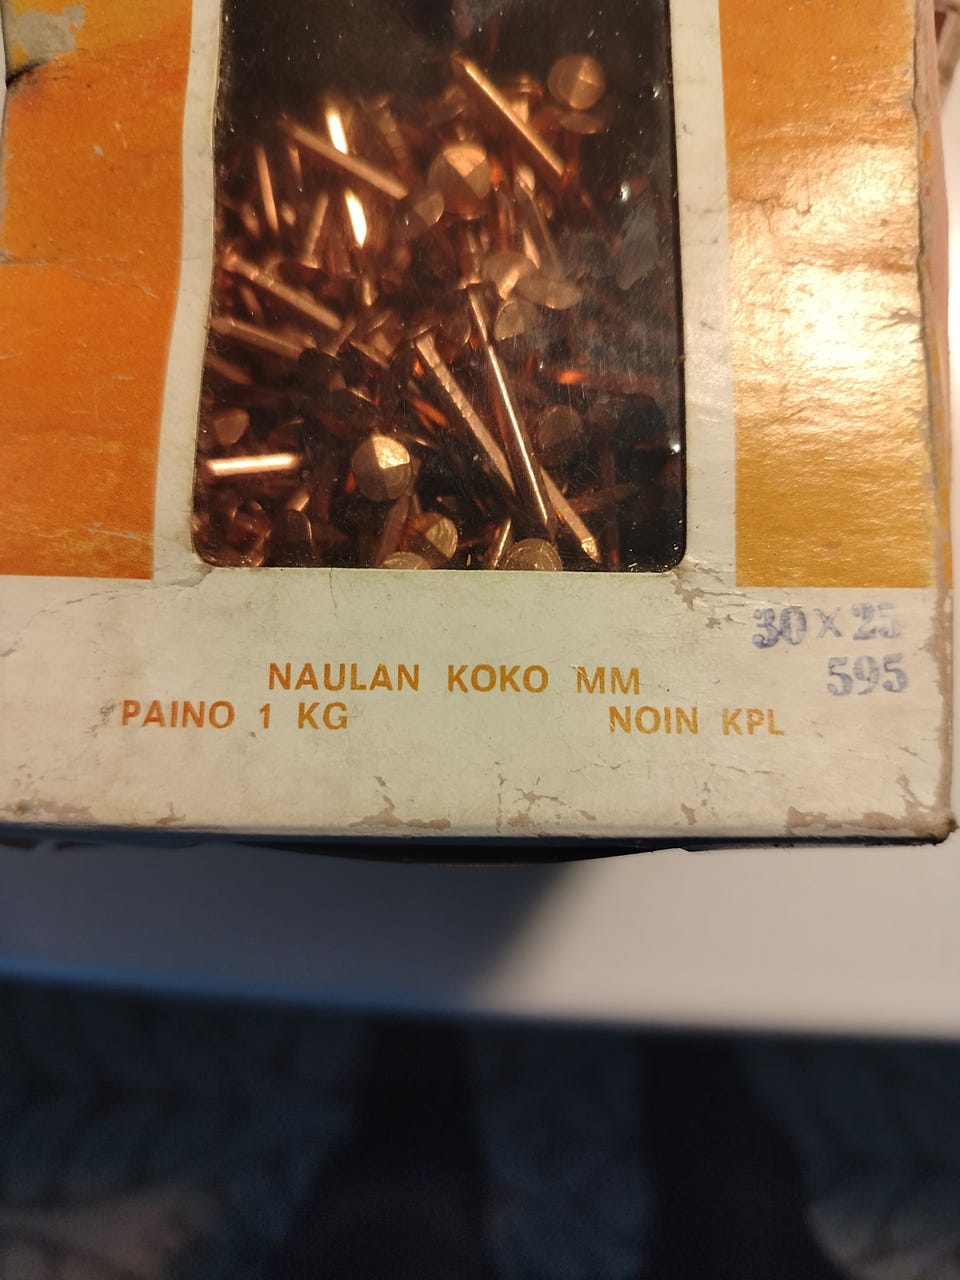 30 x 25
NAULAN KOKO MM
595
PAINO 1 KG NOIN KPL